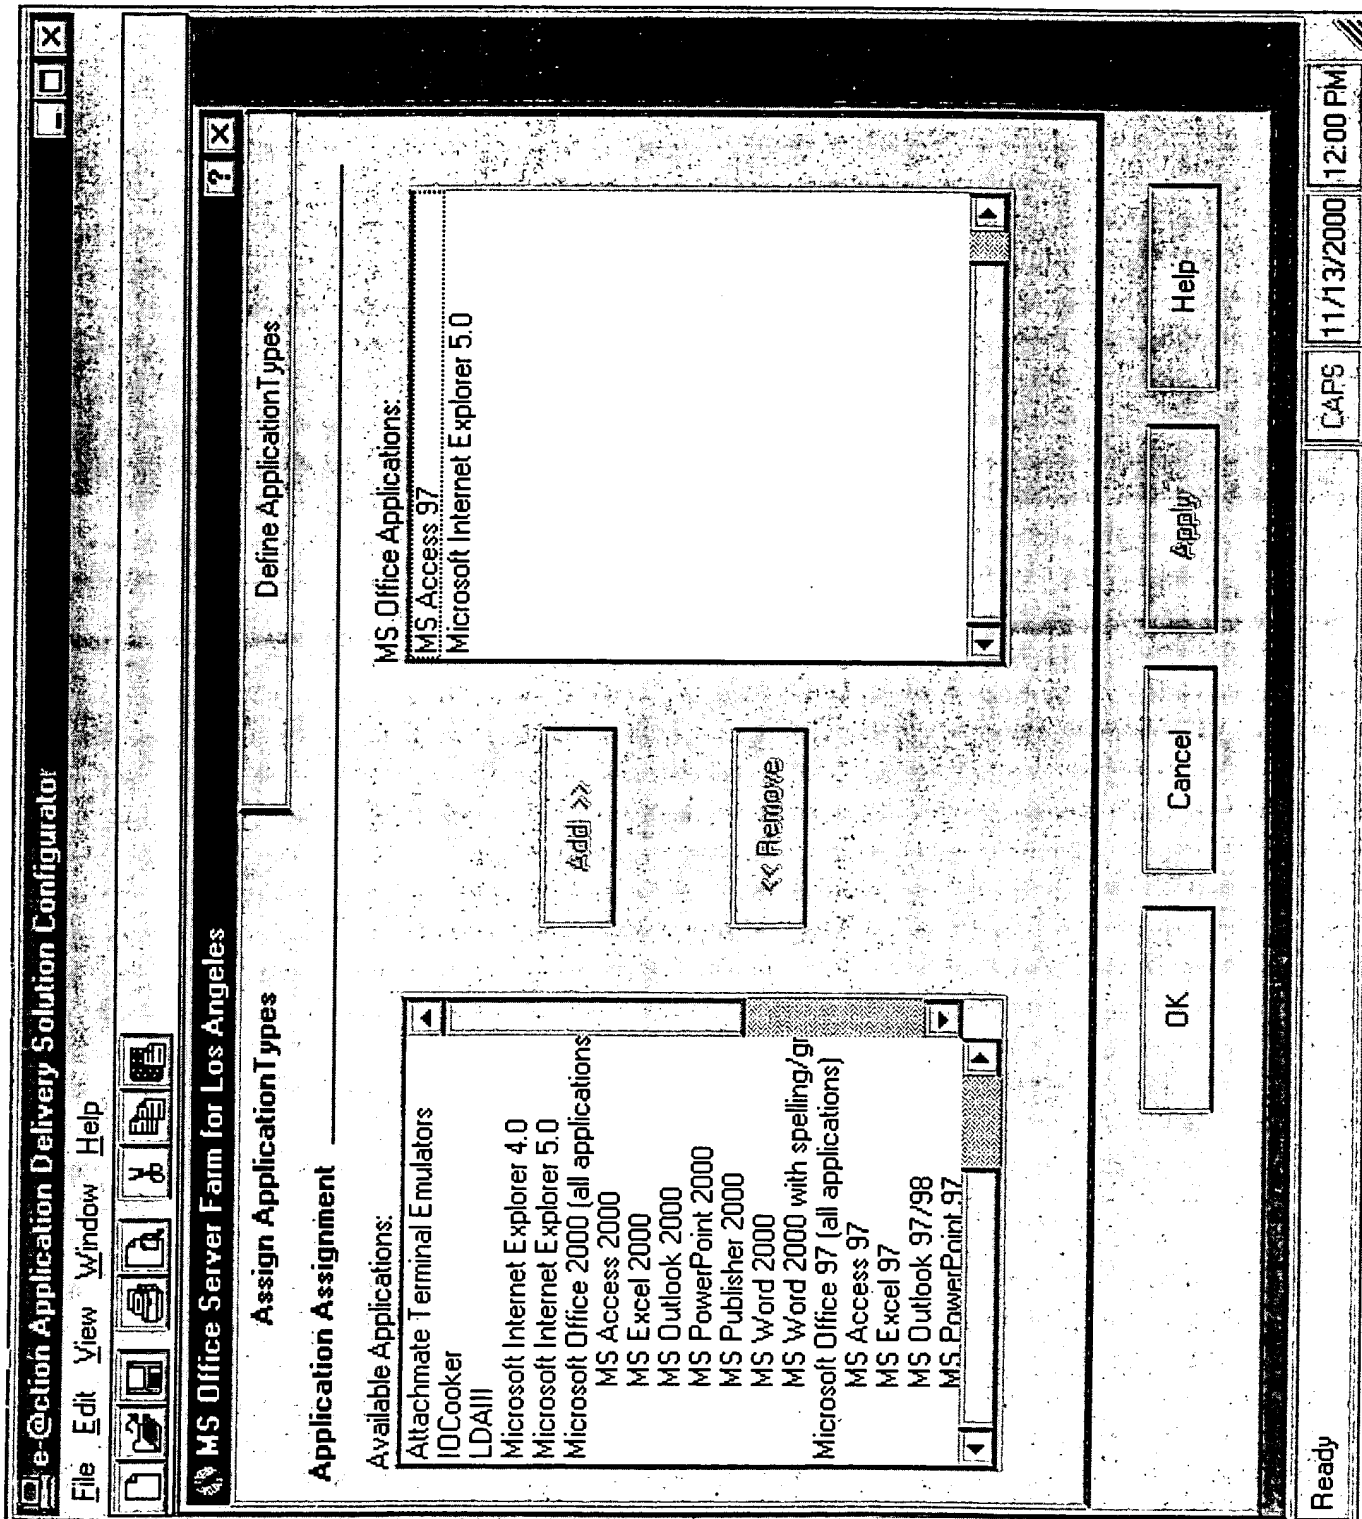 e-@ction Application Delivery Solution Configurator
File Edit View Window Help
MS Office Server Farm for Los Angeles
Assign ApplicationTypes
Define ApplicationTypes
Application Assignment
Available Applications:
Attachmate Terminal Emulators
IOCooker
LDAIII
Microsoft Internet Explorer 4.0
Microsoft Internet Explorer 5.0
Microsoft Office 2000 (all applications
MS Access 2000
MS Excel 2000
MS Outlook 2000
MS PowerPoint 2000
MS Publisher 2000
MS Word 2000
MS Word 2000 with spelling/gr
Microsoft Office 97 (all applications)
MS Access 97
MS Excel 97
MS Outlook 97/98
MS PowerPoint 97
Add >>
<< Remove
MS Office Applications:
MS Access 97
Microsoft Internet Explorer 5.0
OK
Cancel
Apply
Help
Ready
CAPS
11/13/2000
12:00 PM